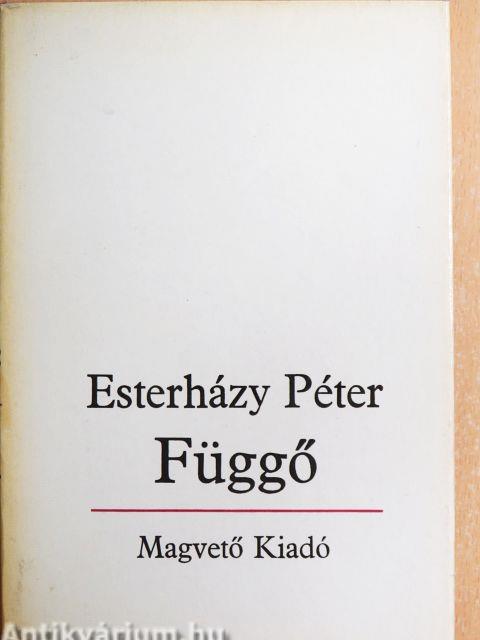 Esterházy Péter
Függő
Magvető Kiadó
Antikvárium.hu